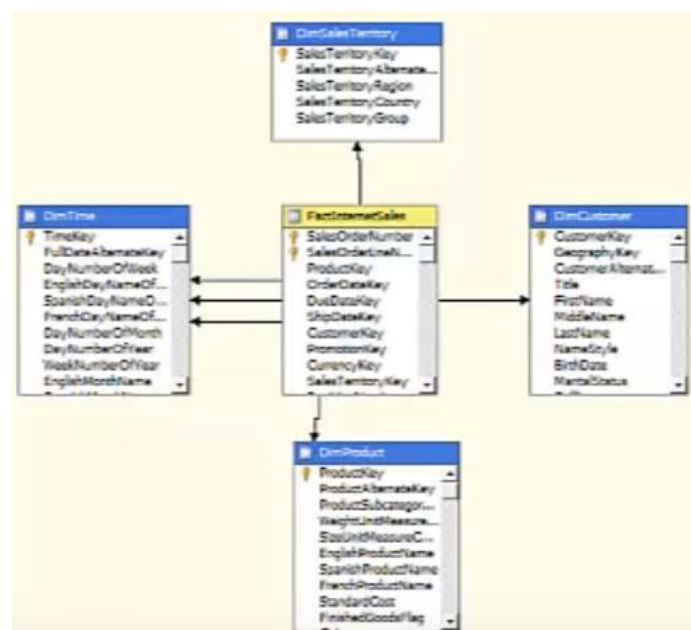 DimSalesTerritory
SalesTerritoryKey
SalesTerritoryAlternate...
SalesTerritoryRegion
SalesTerritoryCountry
SalesTerritoryGroup
DimTime
TimeKey
FullDateAlternateKey
DayNumberOfWeek
EnglishDayNameOf...
SpanishDayNameO...
FrenchDayNameOf...
DayNumberOfMonth
DayNumberOfYear
WeekNumberOfYear
EnglishMonthName
FactInternetSales
SalesOrderNumber
SalesOrderLineN...
ProductKey
OrderDateKey
DueDateKey
ShipDateKey
CustomerKey
PromotionKey
CurrencyKey
SalesTerritoryKey
DimCustomer
CustomerKey
GeographyKey
CustomerAlternat...
Title
FirstName
MiddleName
LastName
NameStyle
BirthDate
MaritalStatus
DimProduct
ProductKey
ProductAlternateKey
ProductSubcategor...
WeightUnitMeasure...
SizeUnitMeasureC...
EnglishProductName
SpanishProductName
FrenchProductName
StandardCost
FinishedGoodsFlag